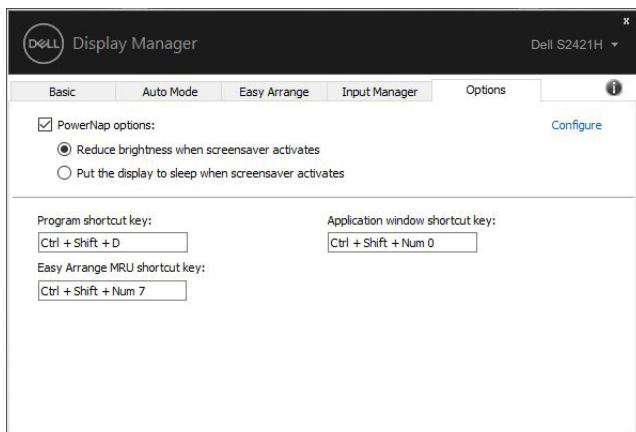 x
DELL Display Manager
Dell S2421H
Basic Auto Mode Easy Arrange Input Manager Options
PowerNap options: Configure
Reduce brightness when screensaver activates
Put the display to sleep when screensaver activates
Program shortcut key: Application window shortcut key:
Ctrl + Shift + D Ctrl + Shift + Num 0
Easy Arrange MRU shortcut key:
Ctrl + Shift + Num 7